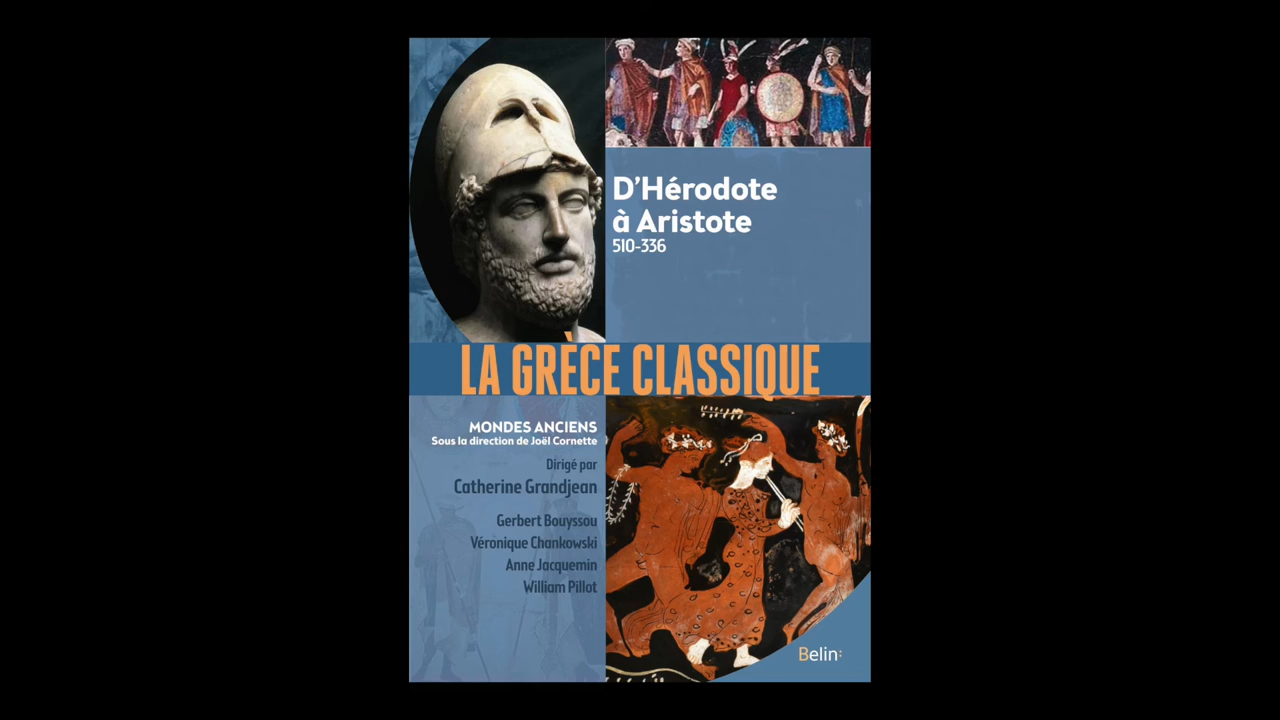 D’Hérodote
à Aristote
510-336
LA GRÈCE CLASSIQUE
MONDES ANCIENS
Sous la direction de Joël Cornette
Dirigé par
Catherine Grandjean
Gerbert Bouyssou
Véronique Chankowski
Anne Jacquemin
William Pillot
Belin: